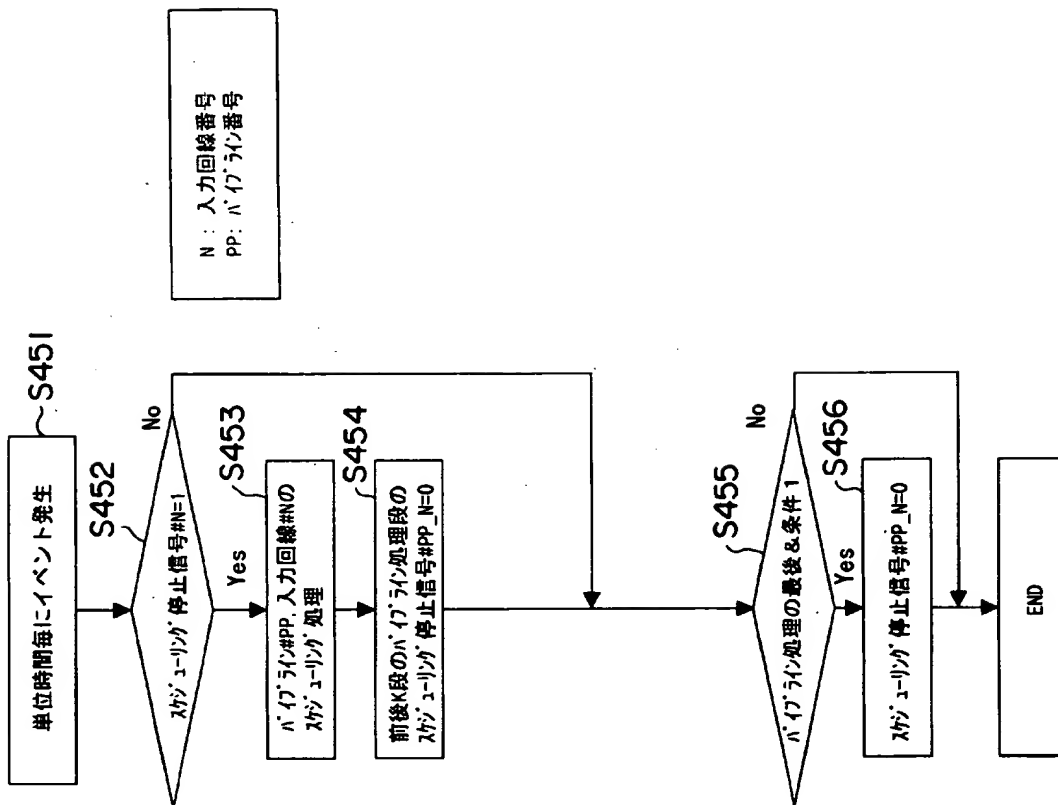 単位時間毎にイベント発生
S451
S452
スケジューリング停止信号#N=1
No
Yes
S453
パイプライン#PP, 入力回線#Nの
スケジューリング処理
S454
前後K段のパイプライン処理段の
スケジューリング停止信号#PP_N=0
S455
パイプライン処理の最後&条件1
No
Yes
S456
スケジューリング停止信号#PP_N=0
END
N : 入力回線番号
PP: パイプライン番号